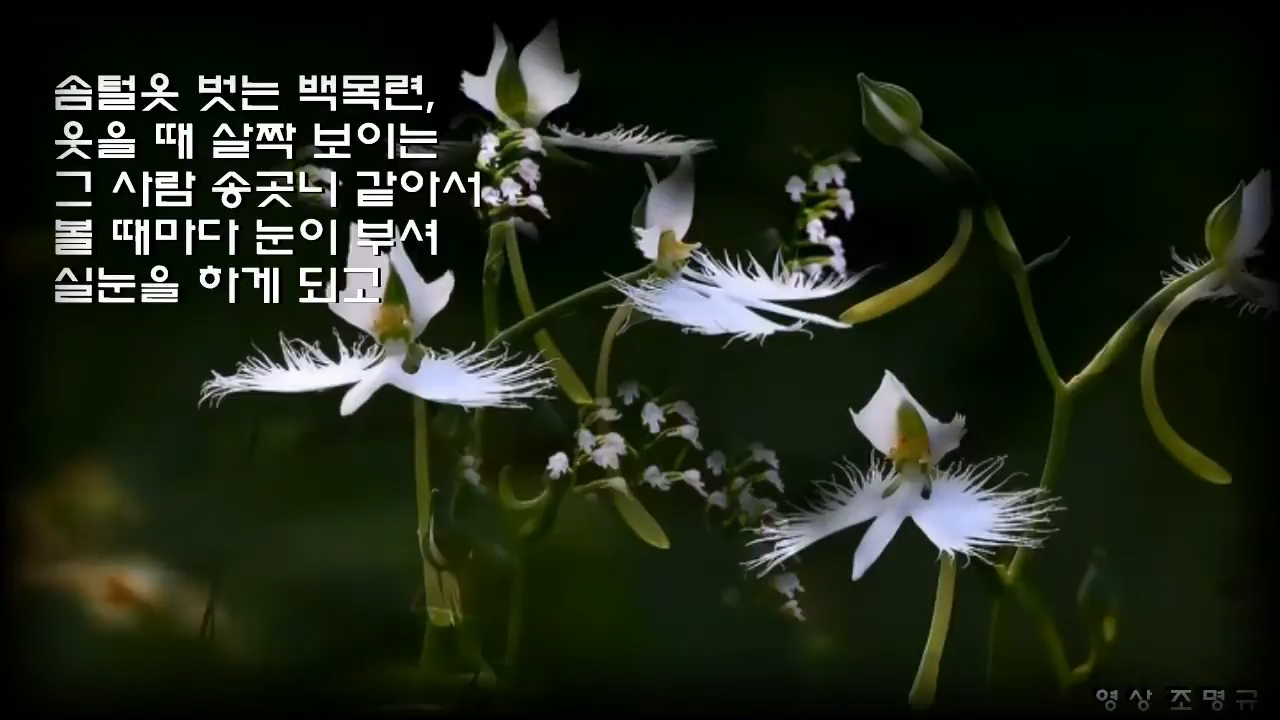 솜털옷 벗는 백목련,
웃을 때 살짝 보이는
그 사람 송곳니 같아서
볼 때마다 눈이 부셔
실눈을 하게 되고
영상 조명규